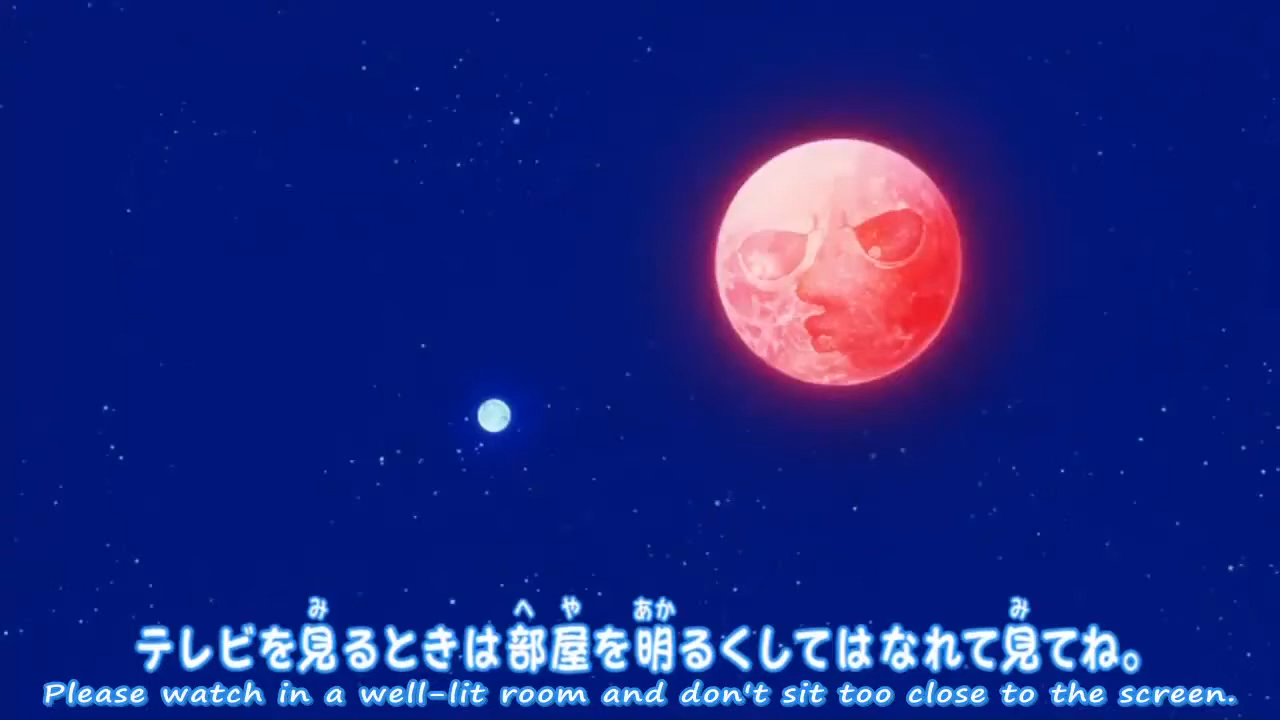 み へ や あか み
テレビを見るときは部屋を明るくしてはなれて見てね。
Please watch in a well-lit room and don't sit too close to the screen.